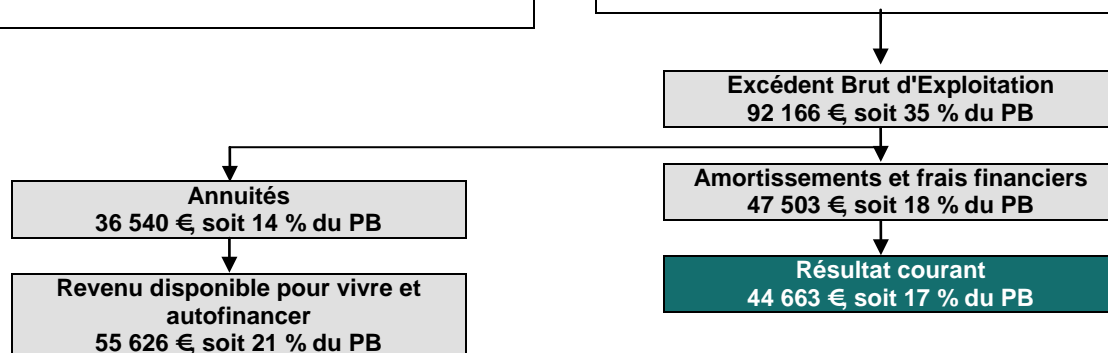 Excédent Brut d'Exploitation
92 166 €, soit 35 % du PB
Annuités
36 540 €, soit 14 % du PB
Amortissements et frais financiers
47 503 €, soit 18 % du PB
Revenu disponible pour vivre et
autofinancer
55 626 €, soit 21 % du PB
Résultat courant
44 663 €, soit 17 % du PB